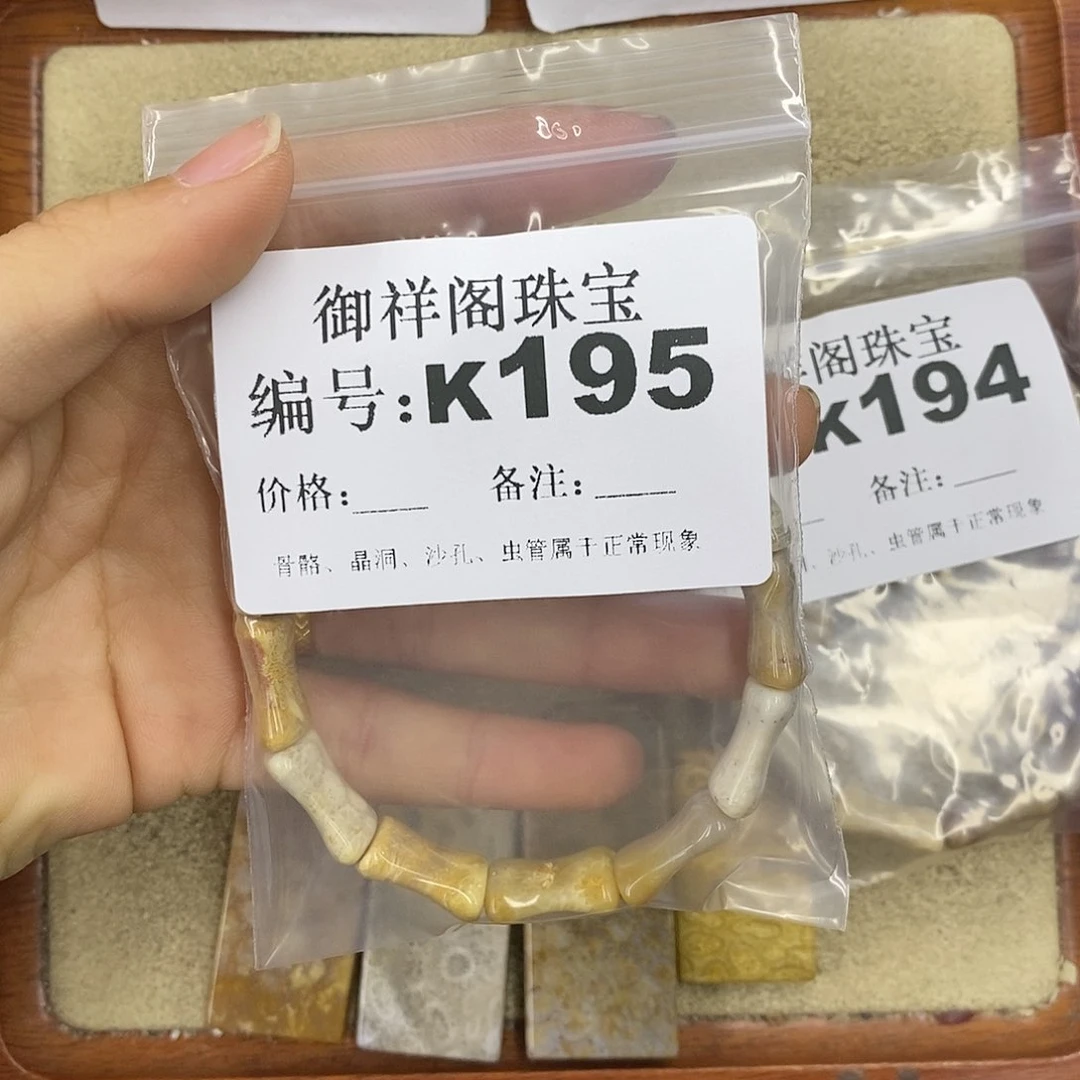 御祥阁珠宝
编号:K195
价格:____ 备注:____
骨骼、晶洞、沙孔、虫管属于正常现象
阁珠宝
K194
备注:____
沙孔、虫管属于正常现象